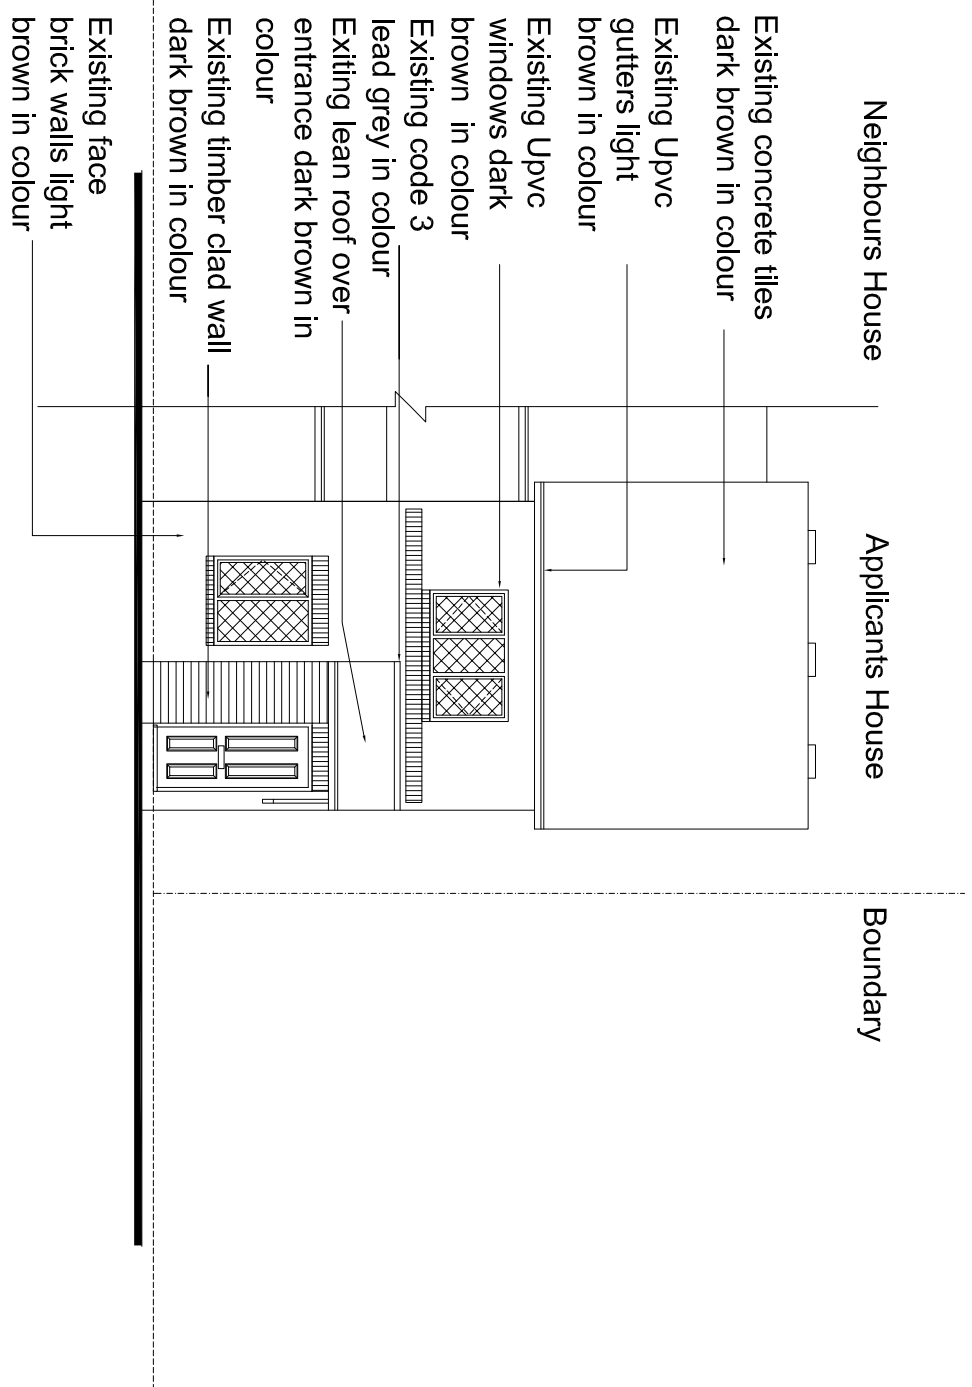 Neighbours House
Applicants House
Boundary
Existing concrete tiles
dark brown in colour
Existing Upvc
gutters light
brown in colour
Existing Upvc
windows dark
brown in colour
Existing code 3
lead grey in colour
Exiting lean roof over
entrance dark brown in
colour
Existing timber clad wall
dark brown in colour
Existing face
brick walls light
brown in colour